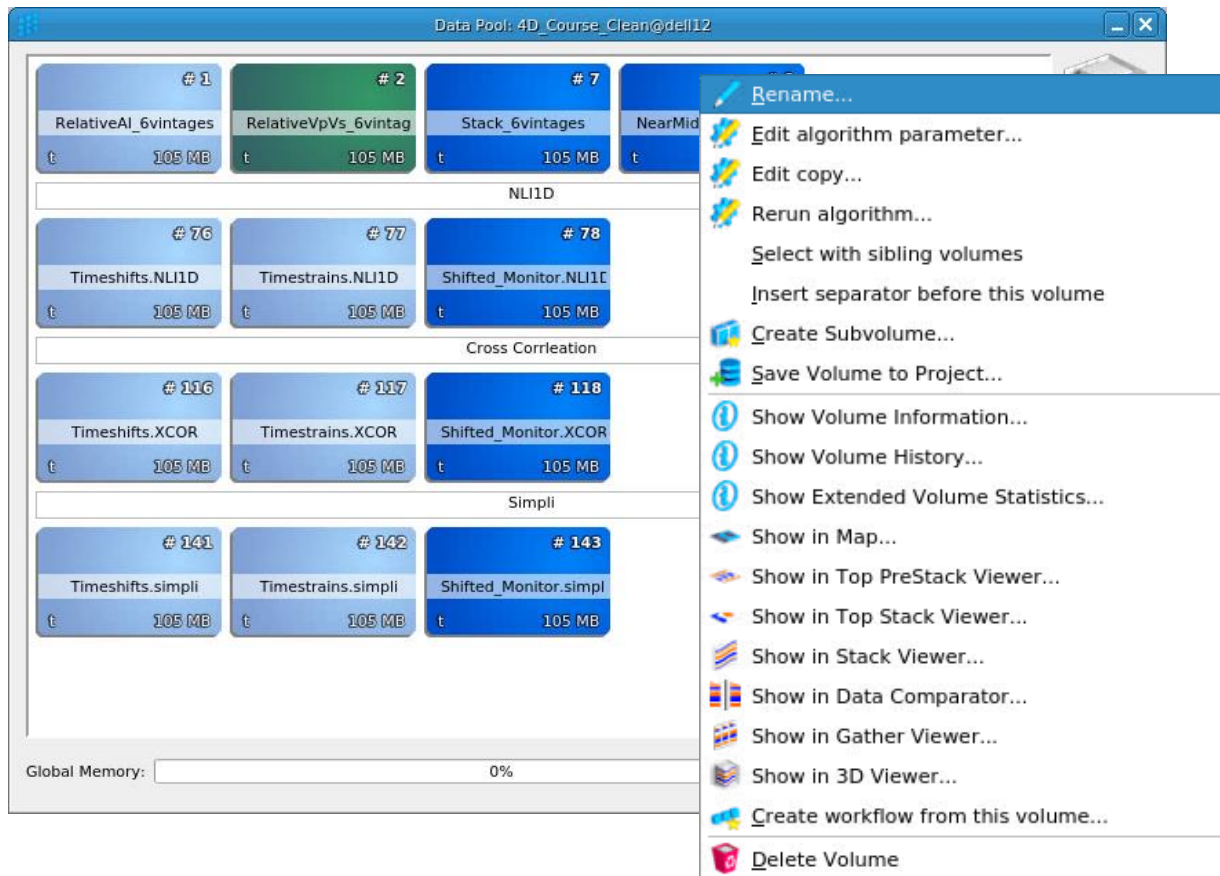 Data Pool: 4D_Course_Clean@dell12
# 1
RelativeAI_6vintages
t 105 MB
# 2
RelativeVpVs_6vintag
t 105 MB
# 7
Stack_6vintages
t 105 MB
NearMid
t
NLI1D
# 76
Timeshifts.NLI1D
t 105 MB
# 77
Timestrains.NLI1D
t 105 MB
# 78
Shifted_Monitor.NLI1D
t 105 MB
Cross Corrleation
# 116
Timeshifts.XCOR
t 105 MB
# 117
Timestrains.XCOR
t 105 MB
# 118
Shifted_Monitor.XCOR
t 105 MB
Simpli
# 141
Timeshifts.simpli
t 105 MB
# 142
Timestrains.simpli
t 105 MB
# 143
Shifted_Monitor.simpl
t 105 MB
Global Memory: 0%
Rename...
Edit algorithm parameter...
Edit copy...
Rerun algorithm...
Select with sibling volumes
Insert separator before this volume
Create Subvolume...
Save Volume to Project...
Show Volume Information...
Show Volume History...
Show Extended Volume Statistics...
Show in Map...
Show in Top PreStack Viewer...
Show in Top Stack Viewer...
Show in Stack Viewer...
Show in Data Comparator...
Show in Gather Viewer...
Show in 3D Viewer...
Create workflow from this volume...
Delete Volume